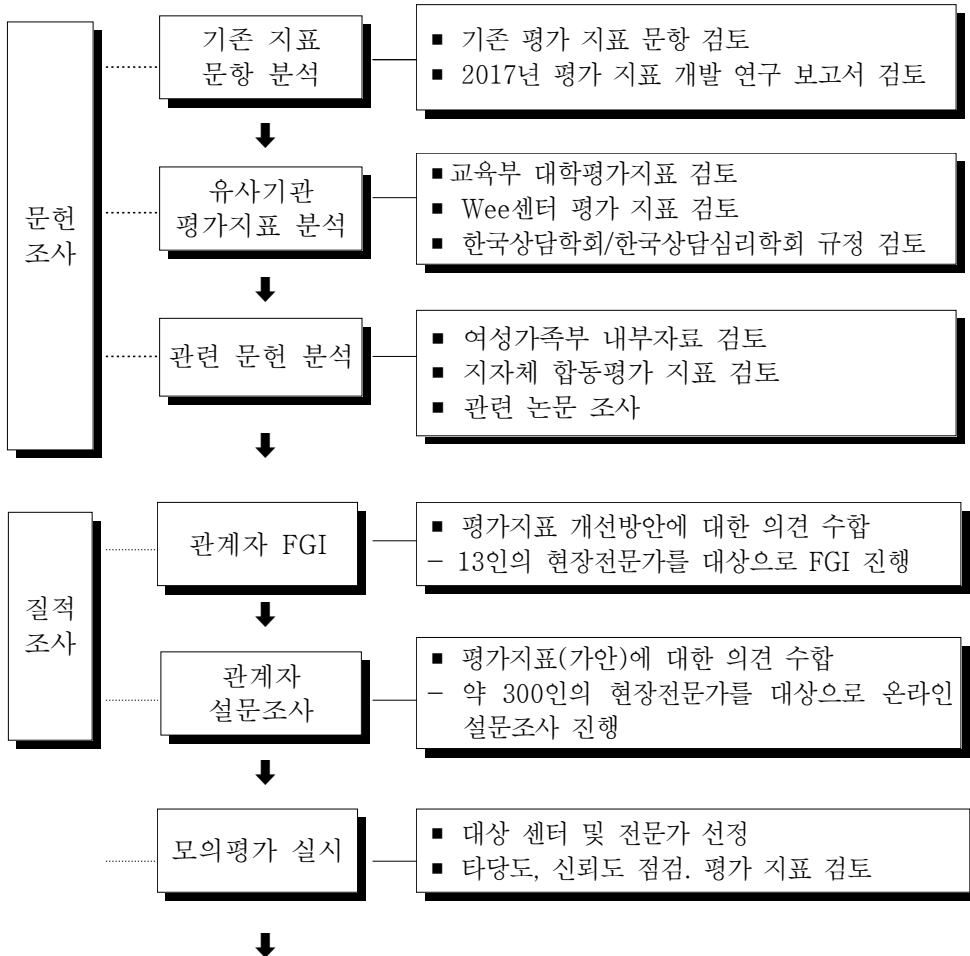 문헌
조사
기존 지표
문항 분석
■ 기존 평가 지표 문항 검토
■ 2017년 평가 지표 개발 연구 보고서 검토
유사기관
평가지표 분석
■교육부 대학평가지표 검토
■ Wee센터 평가 지표 검토
■ 한국상담학회/한국상담심리학회 규정 검토
관련 문헌 분석
■ 여성가족부 내부자료 검토
■ 지자체 합동평가 지표 검토
■ 관련 논문 조사
질적
조사
관계자 FGI
■ 평가지표 개선방안에 대한 의견 수합
− 13인의 현장전문가를 대상으로 FGI 진행
관계자
설문조사
■ 평가지표(가안)에 대한 의견 수합
− 약 300인의 현장전문가를 대상으로 온라인
설문조사 진행
모의평가 실시
■ 대상 센터 및 전문가 선정
■ 타당도, 신뢰도 점검. 평가 지표 검토